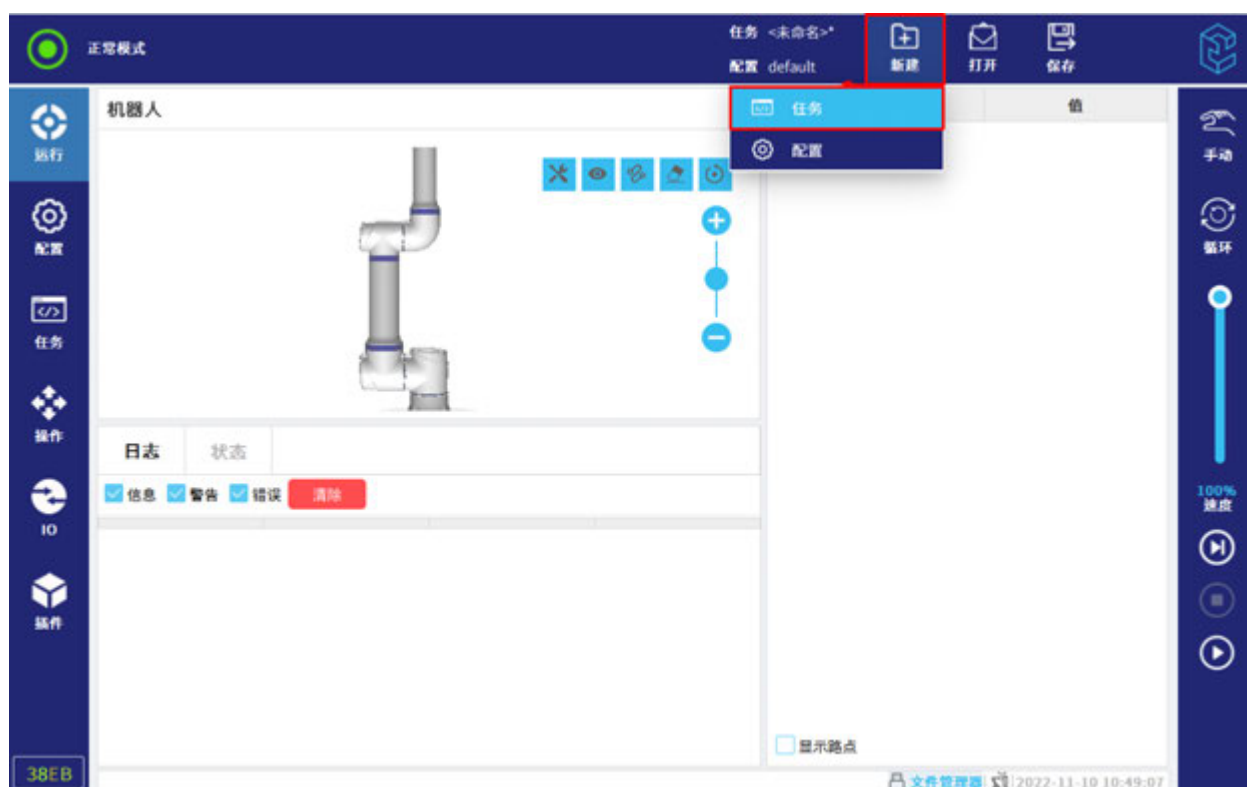 正常模式
任务 <未命名>*
配置 default
新建
打开
保存
任务
配置
值
机器人
运行
配置
任务
操作
IO
插件
手动
循环
100%
速度
日志 状态
信息 警告 错误 清除
显示路点
38EB
文件管理器 2022-11-10 10:49:07